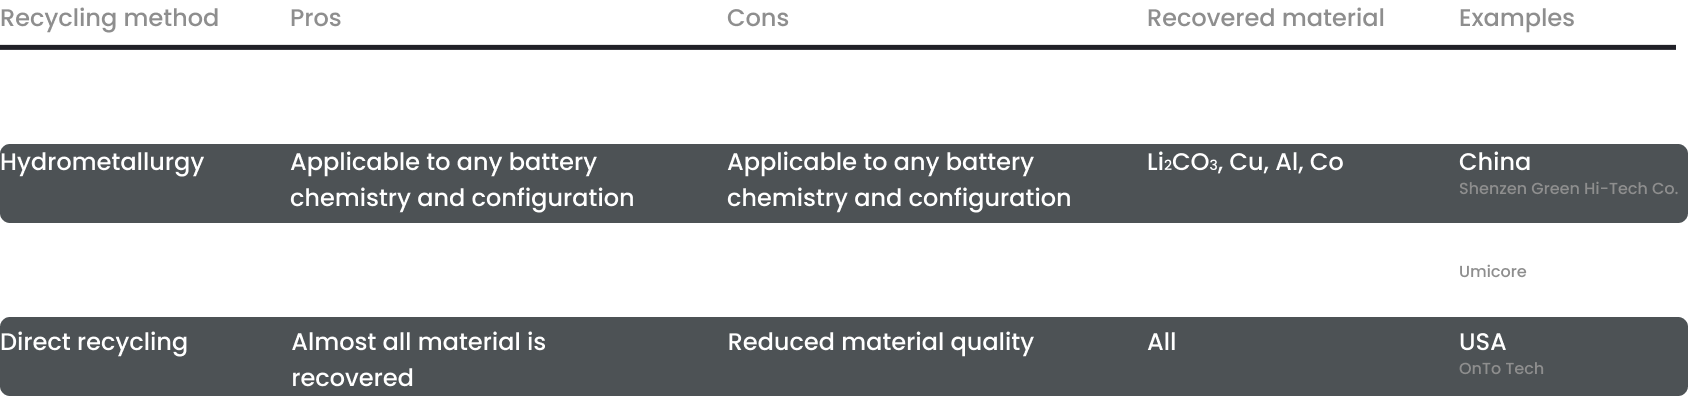 Recycling method Pros Cons Recovered material Examples
Hydrometallurgy Applicable to any battery Applicable to any battery Li₂CO₃, Cu, Al, Co China
chemistry and configuration chemistry and configuration Shenzen Green Hi-Tech Co.
Umicore
Direct recycling Almost all material is Reduced material quality All USA
recovered OnTo Tech